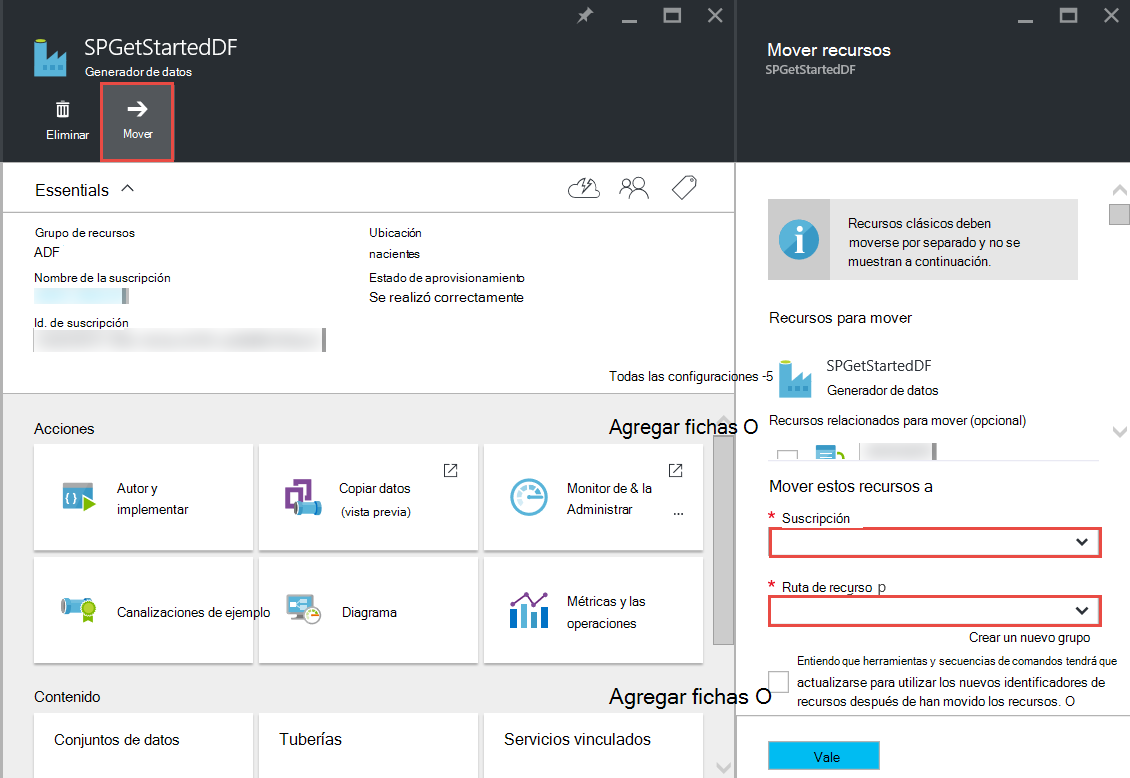 SPGetStartedDF
Generador de datos
Eliminar
Mover
Essentials
Grupo de recursos
ADF
Nombre de la suscripción
Id. de suscripción
Ubicación
nacientes
Estado de aprovisionamiento
Se realizó correctamente
Todas las configuraciones -5
Acciones
Agregar fichas O
Autor y
implementar
Copiar datos
(vista previa)
Monitor de & la
Administrar
...
Canalizaciones de ejemplo
Diagrama
Métricas y las
operaciones
Contenido
Agregar fichas O
Conjuntos de datos
Tuberías
Servicios vinculados
Mover recursos
SPGetStartedDF
Recursos clásicos deben
moverse por separado y no se
muestran a continuación.
Recursos para mover
SPGetStartedDF
Generador de datos
Recursos relacionados para mover (opcional)
Mover estos recursos a
* Suscripción
* Ruta de recurso p
Crear un nuevo grupo
Entiendo que herramientas y secuencias de comandos tendrá que
actualizarse para utilizar los nuevos identificadores de
recursos después de han movido los recursos. O
Vale